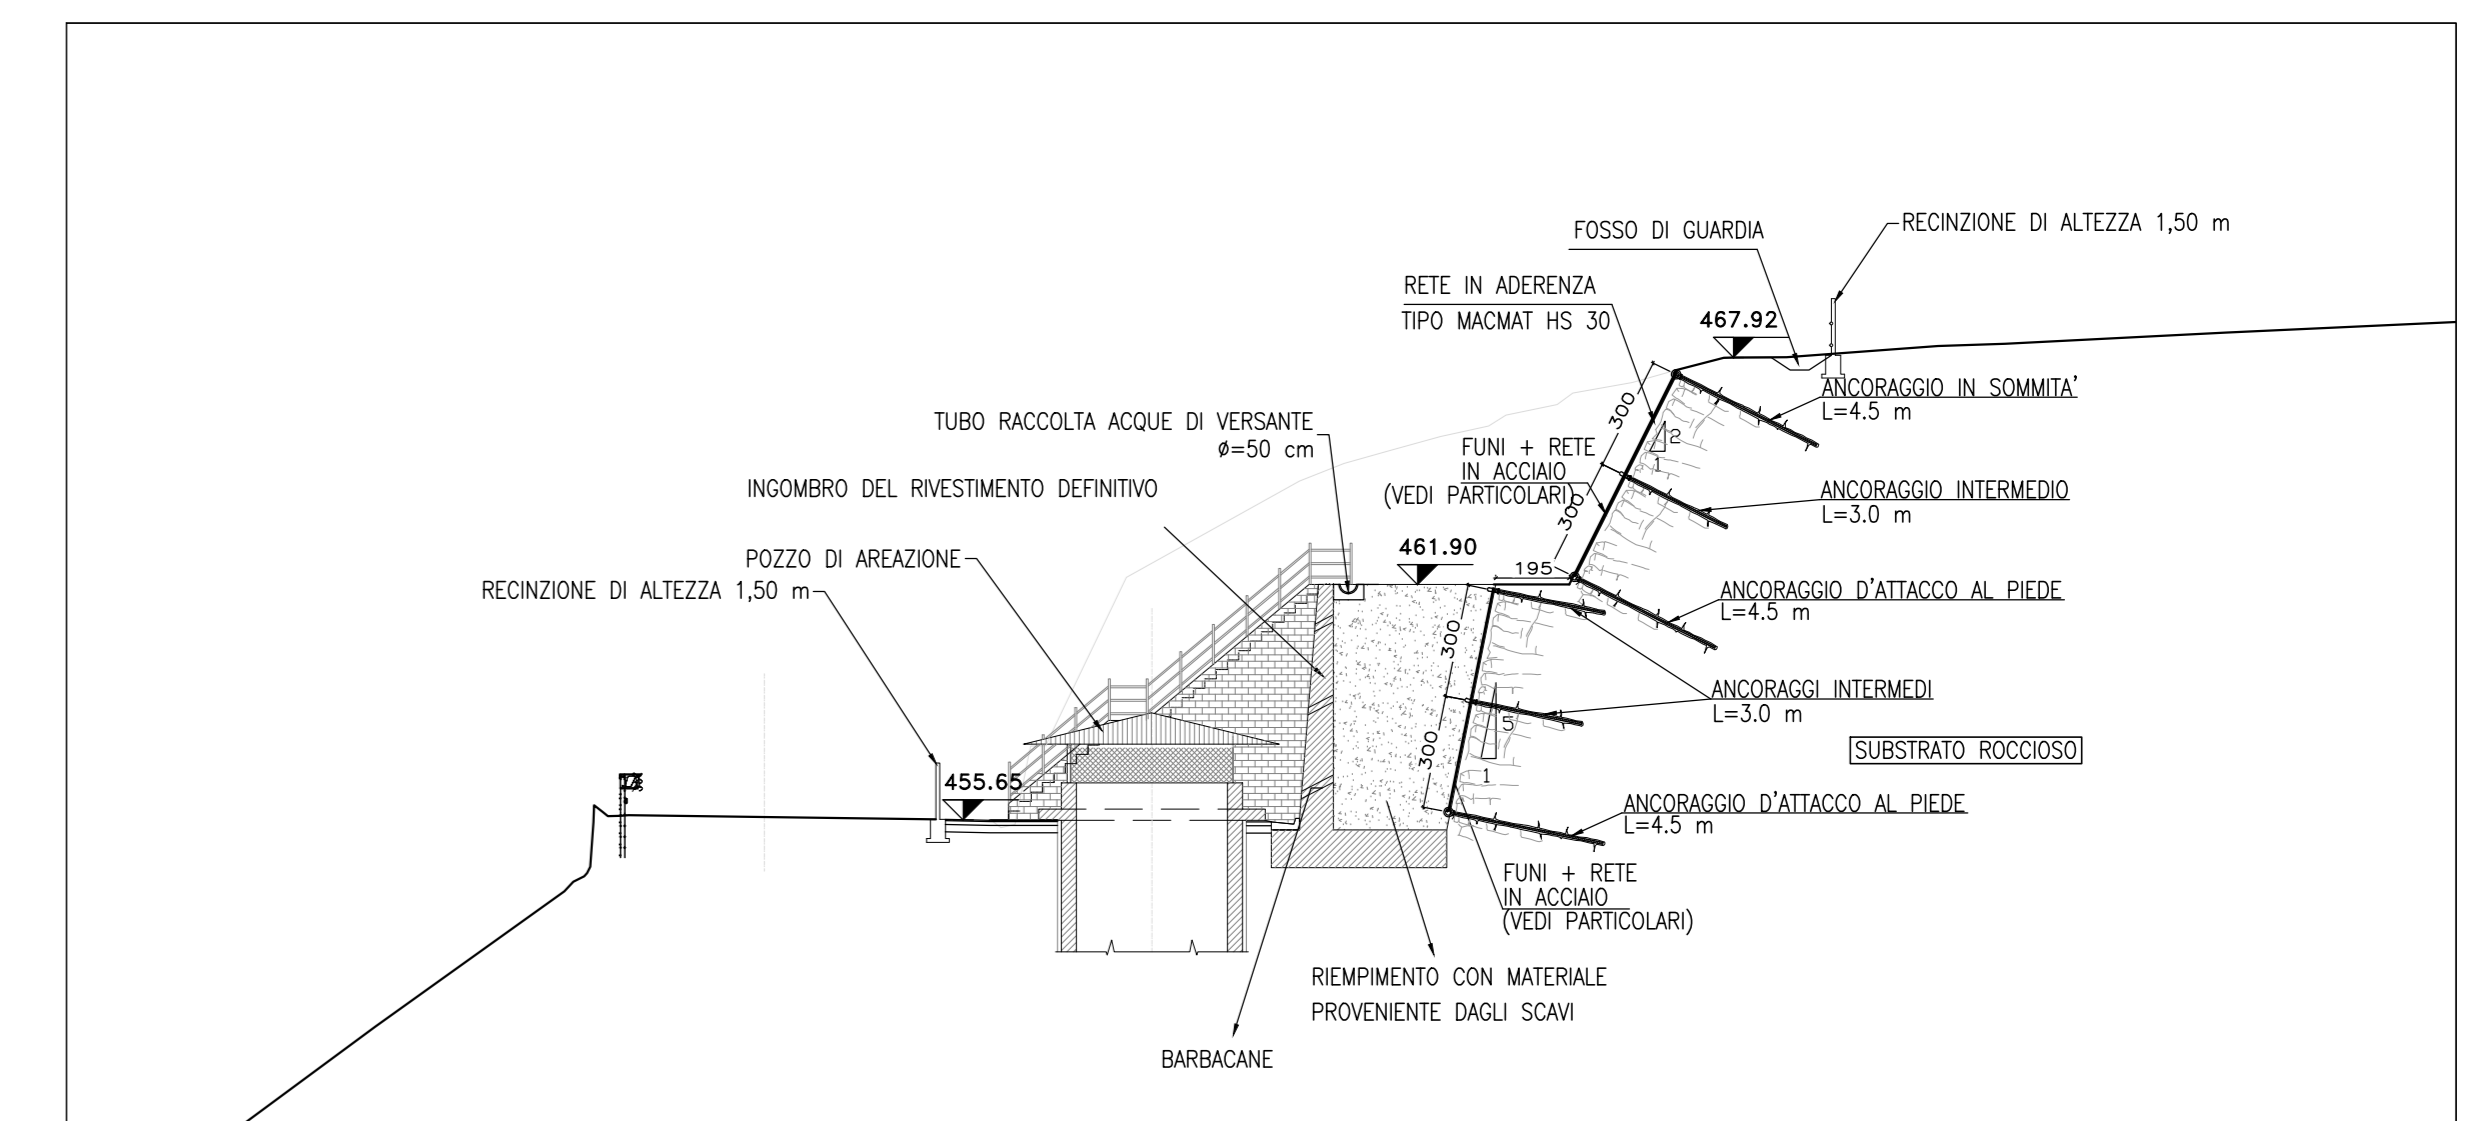 RECINZIONE DI ALTEZZA 1,50 m
FOSSO DI GUARDIA
RETE IN ADERENZA
TIPO MACMAT HS 30
467.92
ANCORAGGIO IN SOMMITA'
L=4.5 m
300
2
1
TUBO RACCOLTA ACQUE DI VERSANTE
ø=50 cm
FUNI + RETE
IN ACCIAIO
(VEDI PARTICOLARI)
300
INGOMBRO DEL RIVESTIMENTO DEFINITIVO
ANCORAGGIO INTERMEDIO
L=3.0 m
POZZO DI AREAZIONE
461.90
195
RECINZIONE DI ALTEZZA 1,50 m
ANCORAGGIO D'ATTACCO AL PIEDE
L=4.5 m
300
ANCORAGGI INTERMEDI
L=3.0 m
5
1
300
SUBSTRATO ROCCIOSO
455.65
ANCORAGGIO D'ATTACCO AL PIEDE
L=4.5 m
FUNI + RETE
IN ACCIAIO
(VEDI PARTICOLARI)
RIEMPIMENTO CON MATERIALE
PROVENIENTE DAGLI SCAVI
BARBACANE